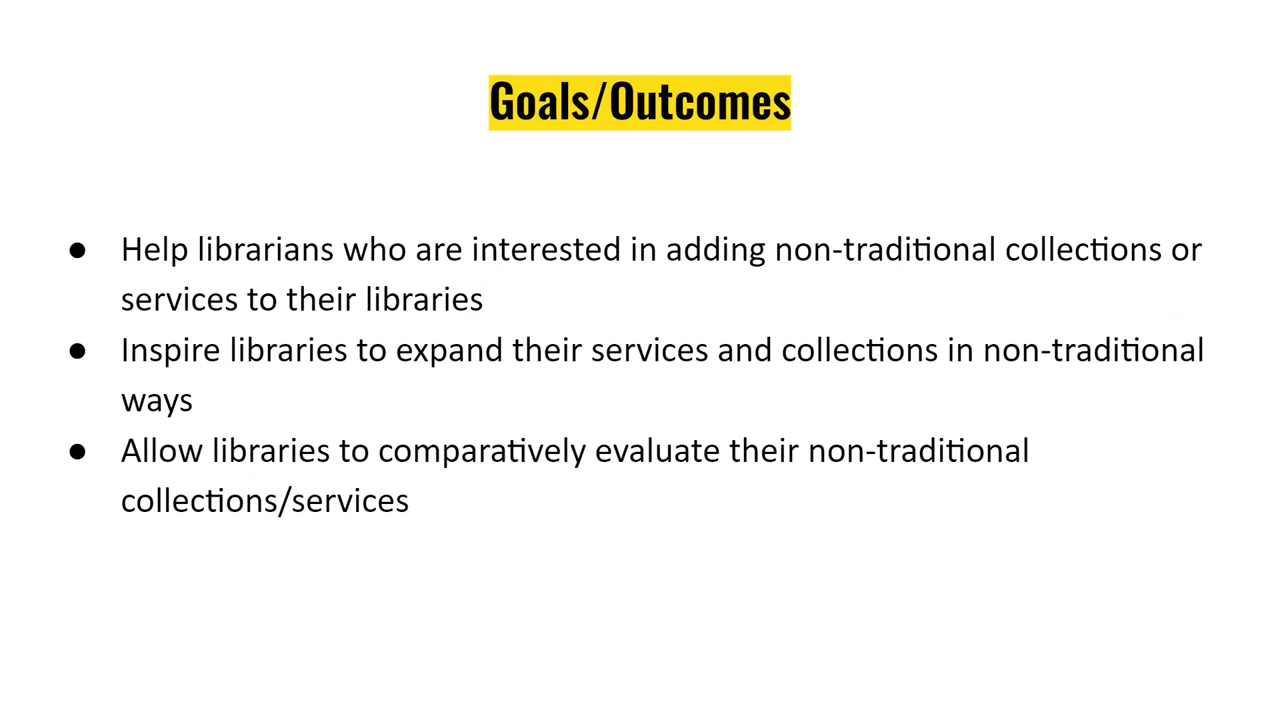 Goals/Outcomes
● Help librarians who are interested in adding non-traditional collections or
services to their libraries
● Inspire libraries to expand their services and collections in non-traditional
ways
● Allow libraries to comparatively evaluate their non-traditional
collections/services